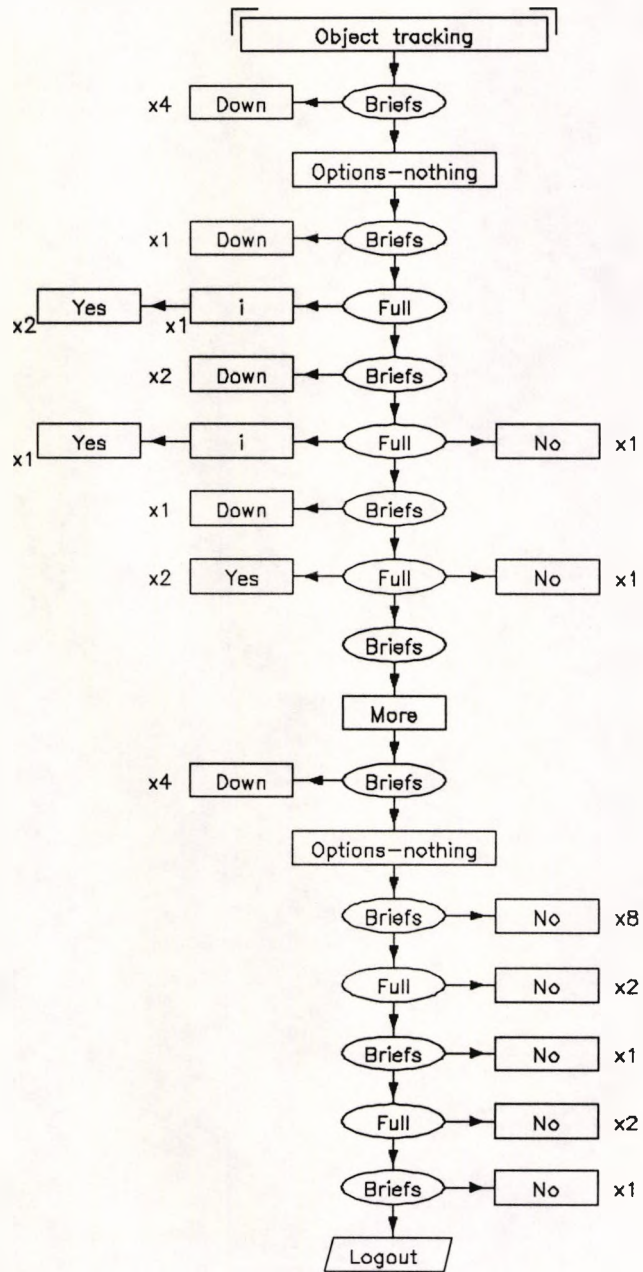 Object tracking
x4 Down Briefs
Options-nothing
x1 Down Briefs
x2 Yes x1 i Full
x2 Down Briefs
x1 Yes i Full No x1
x1 Down Briefs
x2 Yes Full No x1
Briefs
More
x4 Down Briefs
Options-nothing
Briefs No x8
Full No x2
Briefs No x1
Full No x2
Briefs No x1
Logout